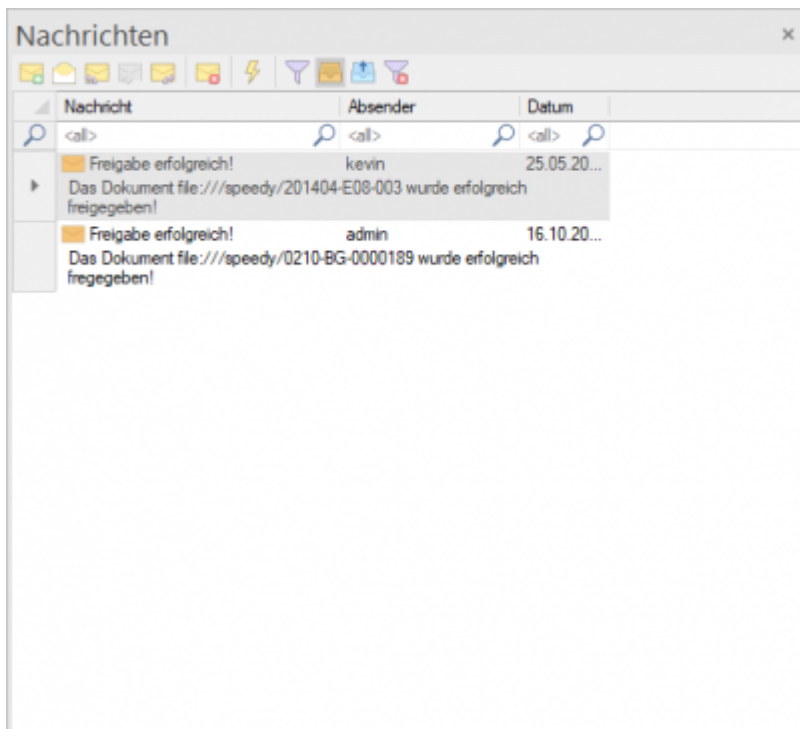 Nachrichten
Nachricht Absender Datum
<all> <all> <all>
Freigabe erfolgreich! kevin 25.05.20...
Das Dokument file:///speedy/201404-E08-003 wurde erfolgreich
freigegeben!
Freigabe erfolgreich! admin 16.10.20...
Das Dokument file:///speedy/0210-BG-0000189 wurde erfolgreich
fregegeben!